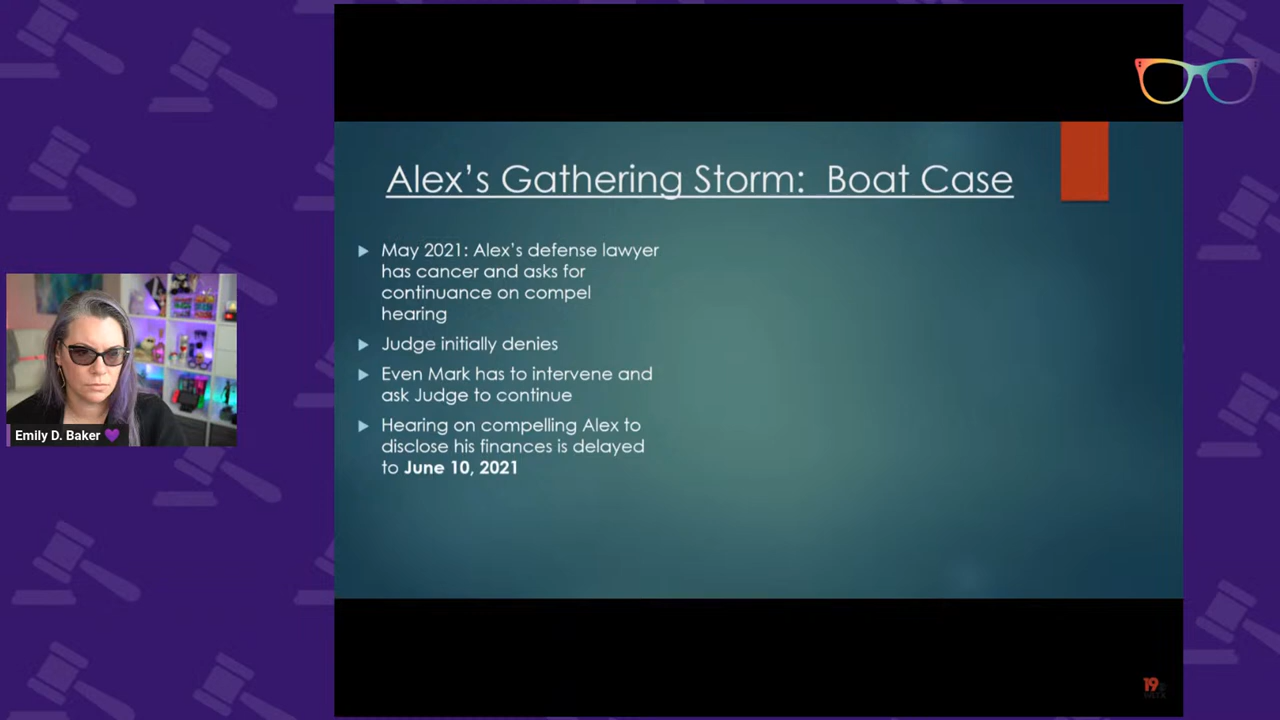 Alex’s Gathering Storm:  Boat Case
May 2021: Alex’s defense lawyer
has cancer and asks for
continuance on compel
hearing
Judge initially denies
Even Mark has to intervene and
ask Judge to continue
Hearing on compelling Alex to
disclose his finances is delayed
to June 10, 2021
Emily D. Baker 💜
19